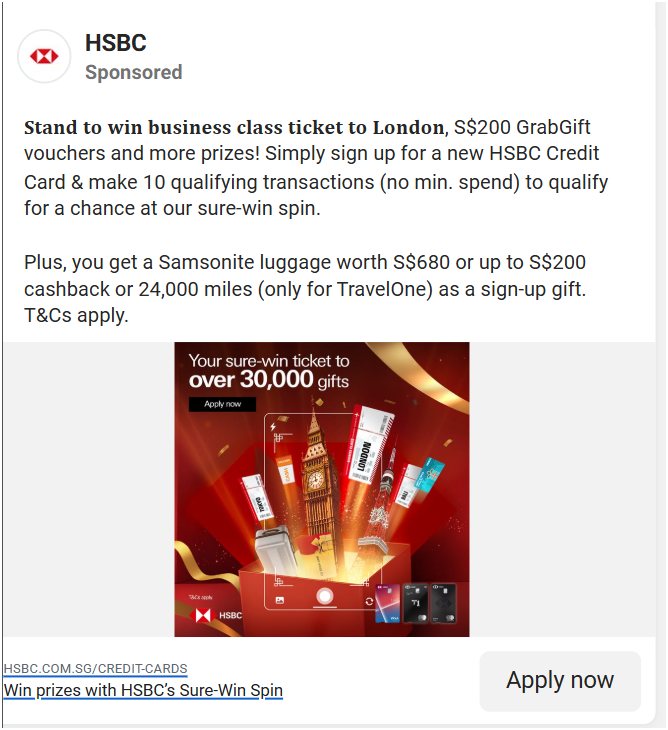 HSBC
Sponsored
Stand to win business class ticket to London, S$200 GrabGift
vouchers and more prizes! Simply sign up for a new HSBC Credit
Card & make 10 qualifying transactions (no min. spend) to qualify
for a chance at our sure-win spin.
Plus, you get a Samsonite luggage worth S$680 or up to S$200
cashback or 24,000 miles (only for TravelOne) as a sign-up gift.
T&Cs apply.
Your sure-win ticket to
over 30,000 gifts
Apply now
LONDON
TOKYO
T&Cs apply
HSBC
T1
VISA
HSBC.COM.SG/CREDIT-CARDS
Win prizes with HSBC’s Sure-Win Spin
Apply now